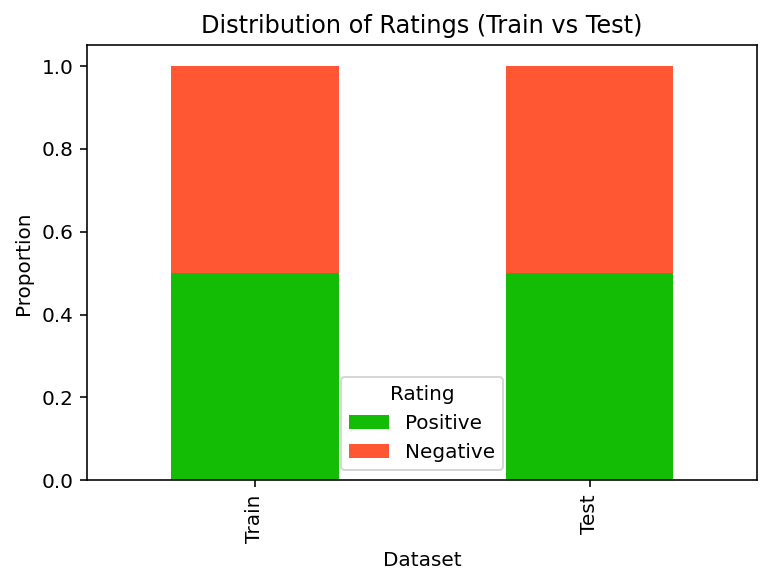 Distribution of Ratings (Train vs Test)
Proportion
1.0
0.8
0.6
0.4
0.2
0.0
Rating
Positive
Negative
Train
Test
Dataset